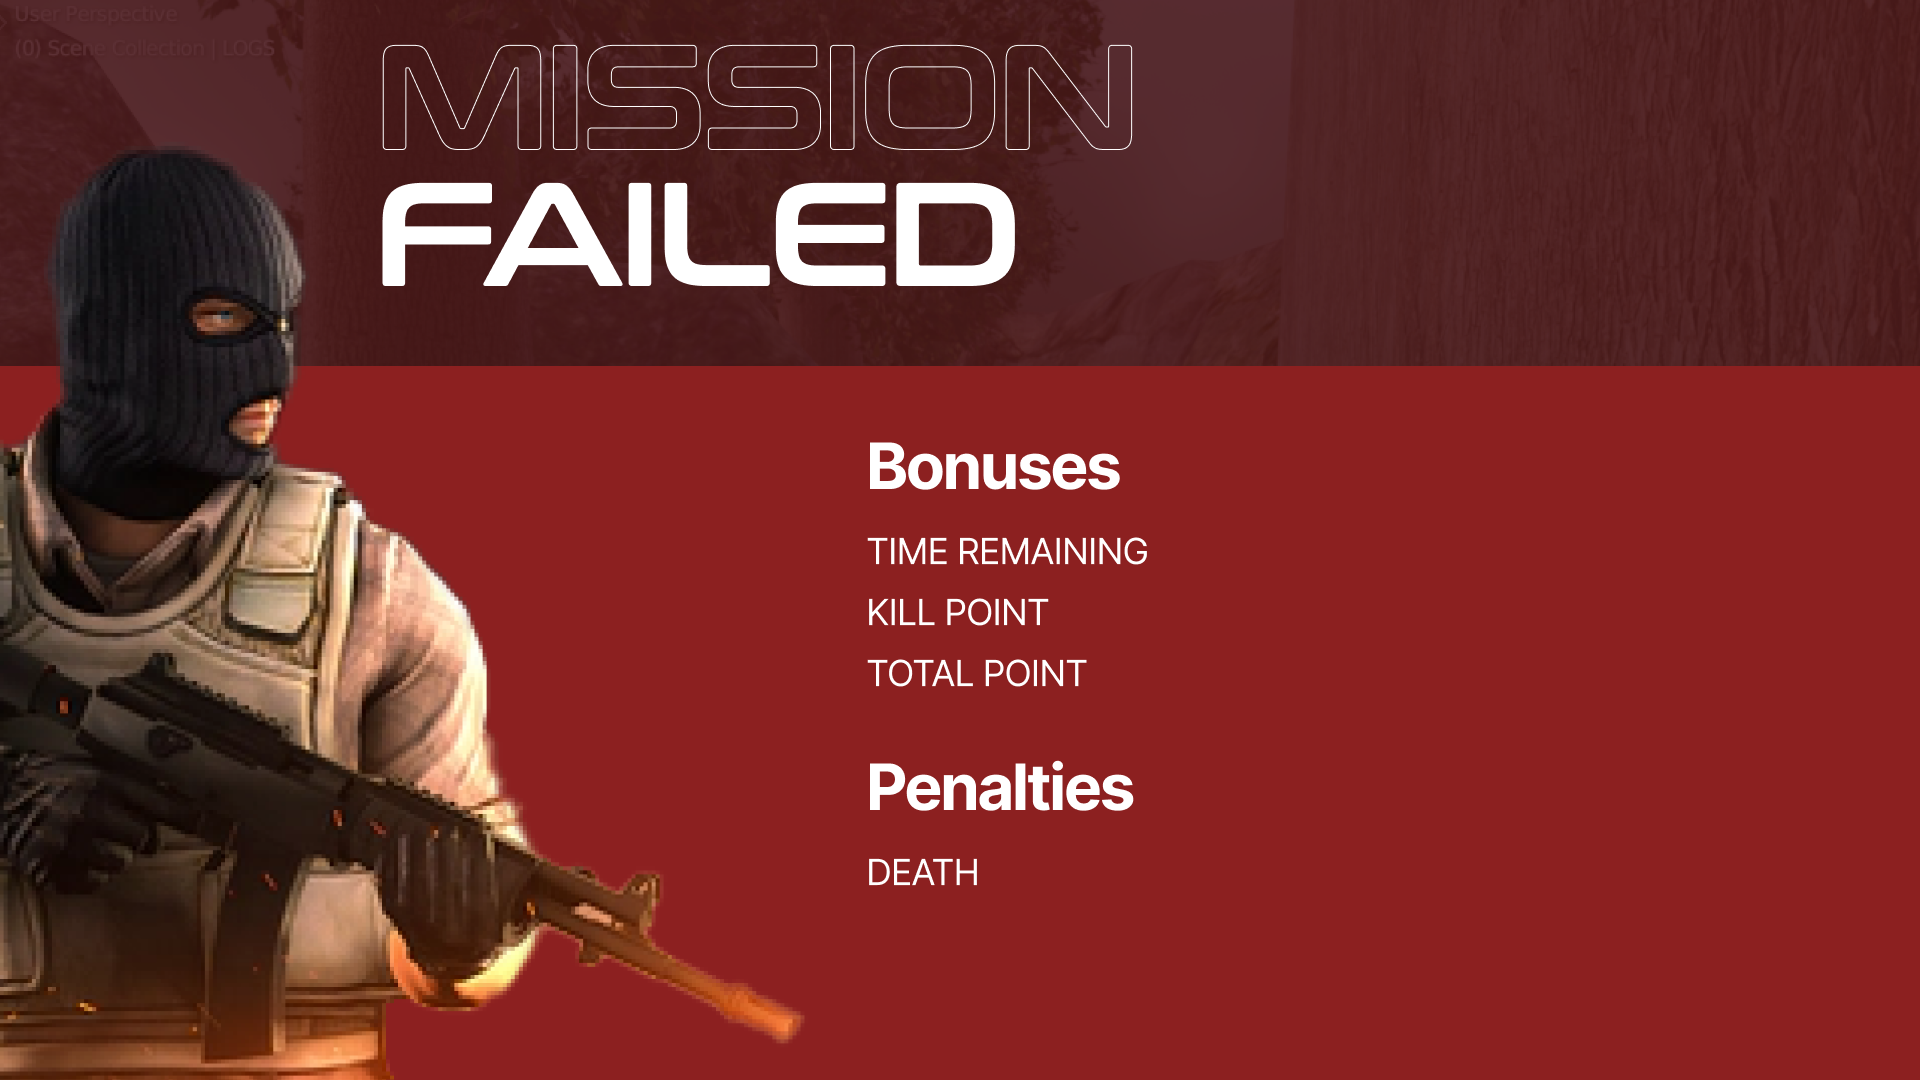 User Perspective
(0) Scene Collection | LOGS
MISSION
FAILED
Bonuses
TIME REMAINING
KILL POINT
TOTAL POINT
Penalties
DEATH